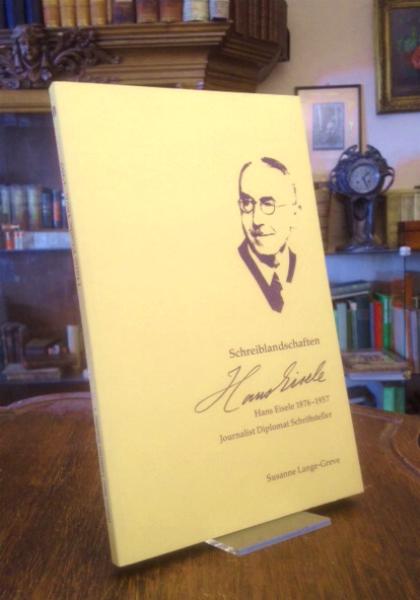 Schreiblandschaften
Hans Eisele
Hans Eisele 1876–1957
Journalist Diplomat Schriftsteller
Susanne Lange-Greve